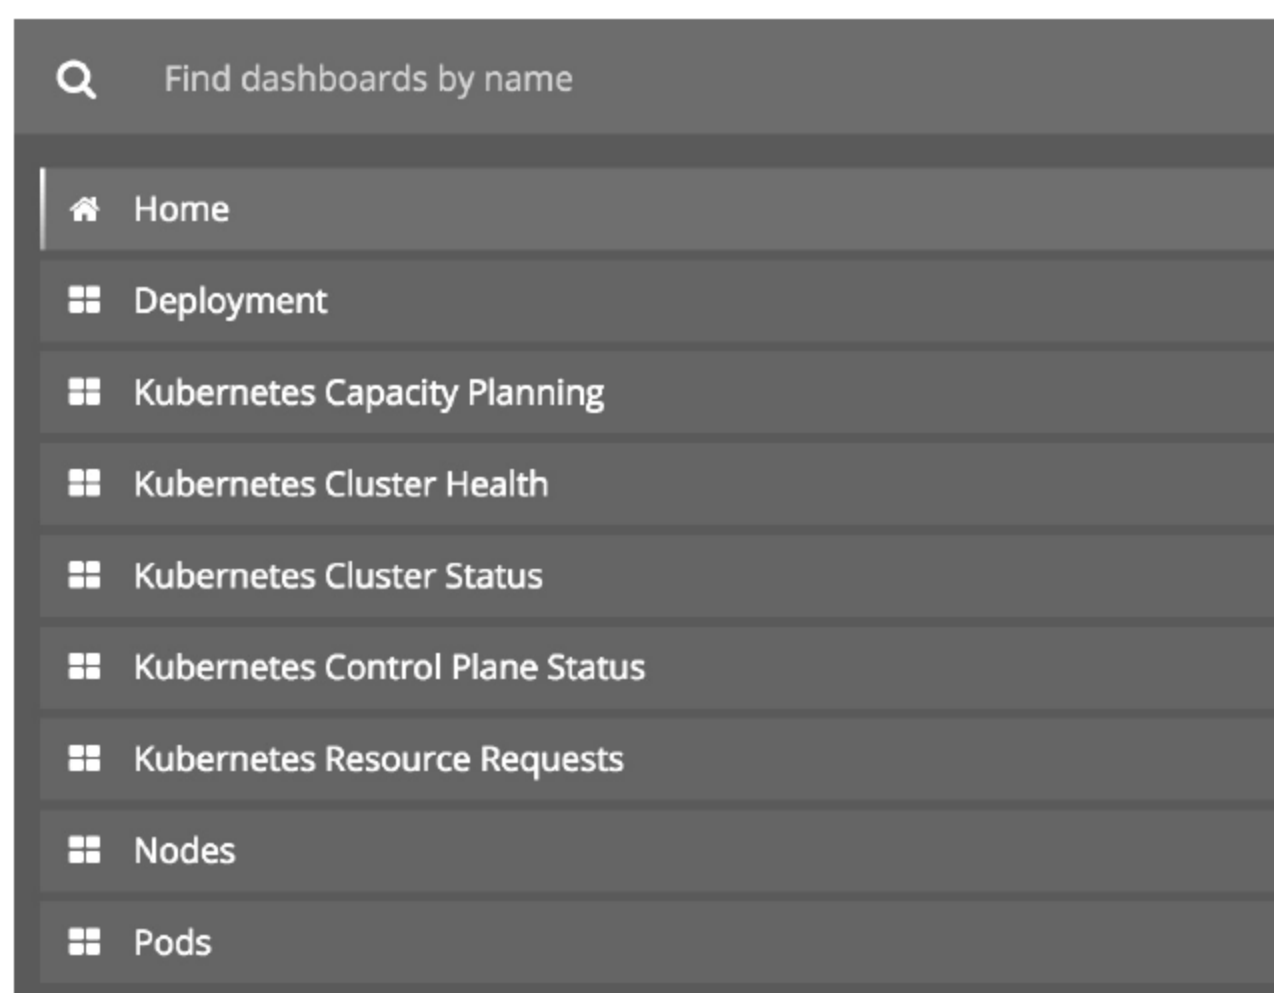 Find dashboards by name
Home
Deployment
Kubernetes Capacity Planning
Kubernetes Cluster Health
Kubernetes Cluster Status
Kubernetes Control Plane Status
Kubernetes Resource Requests
Nodes
Pods